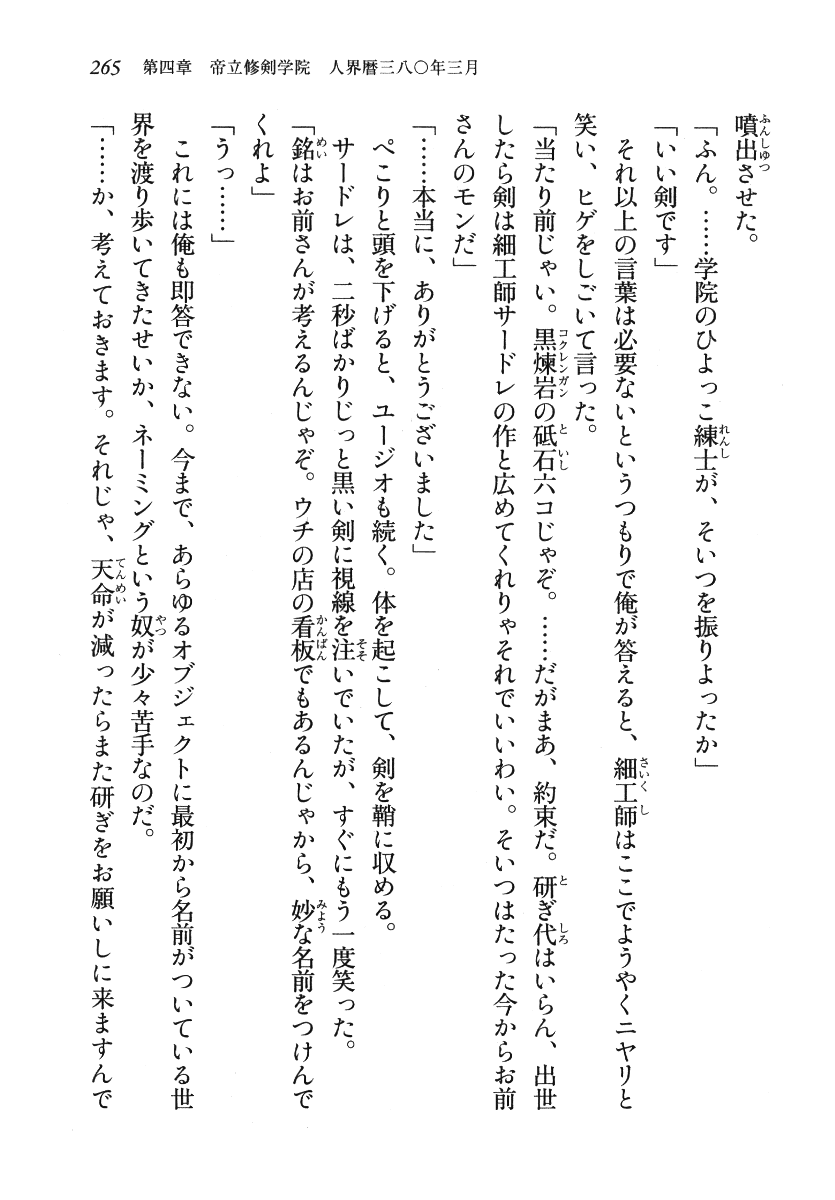 265　第四章　帝立修剣学院　人界暦三八〇年三月
噴出させた。
「ふん。……学院のひよっこ練士が、そいつを振りよったか」
「いい剣です」
　それ以上の言葉は必要ないというつもりで俺が答えると、細工師はここでようやくニヤリと
笑い、ヒゲをしごいて言った。
「当たり前じゃい。黒煉岩の砥石六コじゃぞ。……だがまあ、約束だ。研ぎ代はいらん、出世
したら剣は細工師サードレの作と広めてくれりゃそれでいいわい。そいつはたった今からお前
さんのモンだ」
「……本当に、ありがとうございました」
　ぺこりと頭を下げると、ユージオも続く。体を起こして、剣を鞘に収める。
　サードレは、二秒ばかりじっと黒い剣に視線を注いでいたが、すぐにもう一度笑った。
「銘はお前さんが考えるんじゃぞ。ウチの店の看板でもあるんじゃから、妙な名前をつけんで
くれよ」
「うっ……」
　これには俺も即答できない。今まで、あらゆるオブジェクトに最初から名前がついている世
界を渡り歩いてきたせいか、ネーミングという奴が少々苦手なのだ。
「……か、考えておきます。それじゃ、天命が減ったらまた研ぎをお願いしに来ますんで